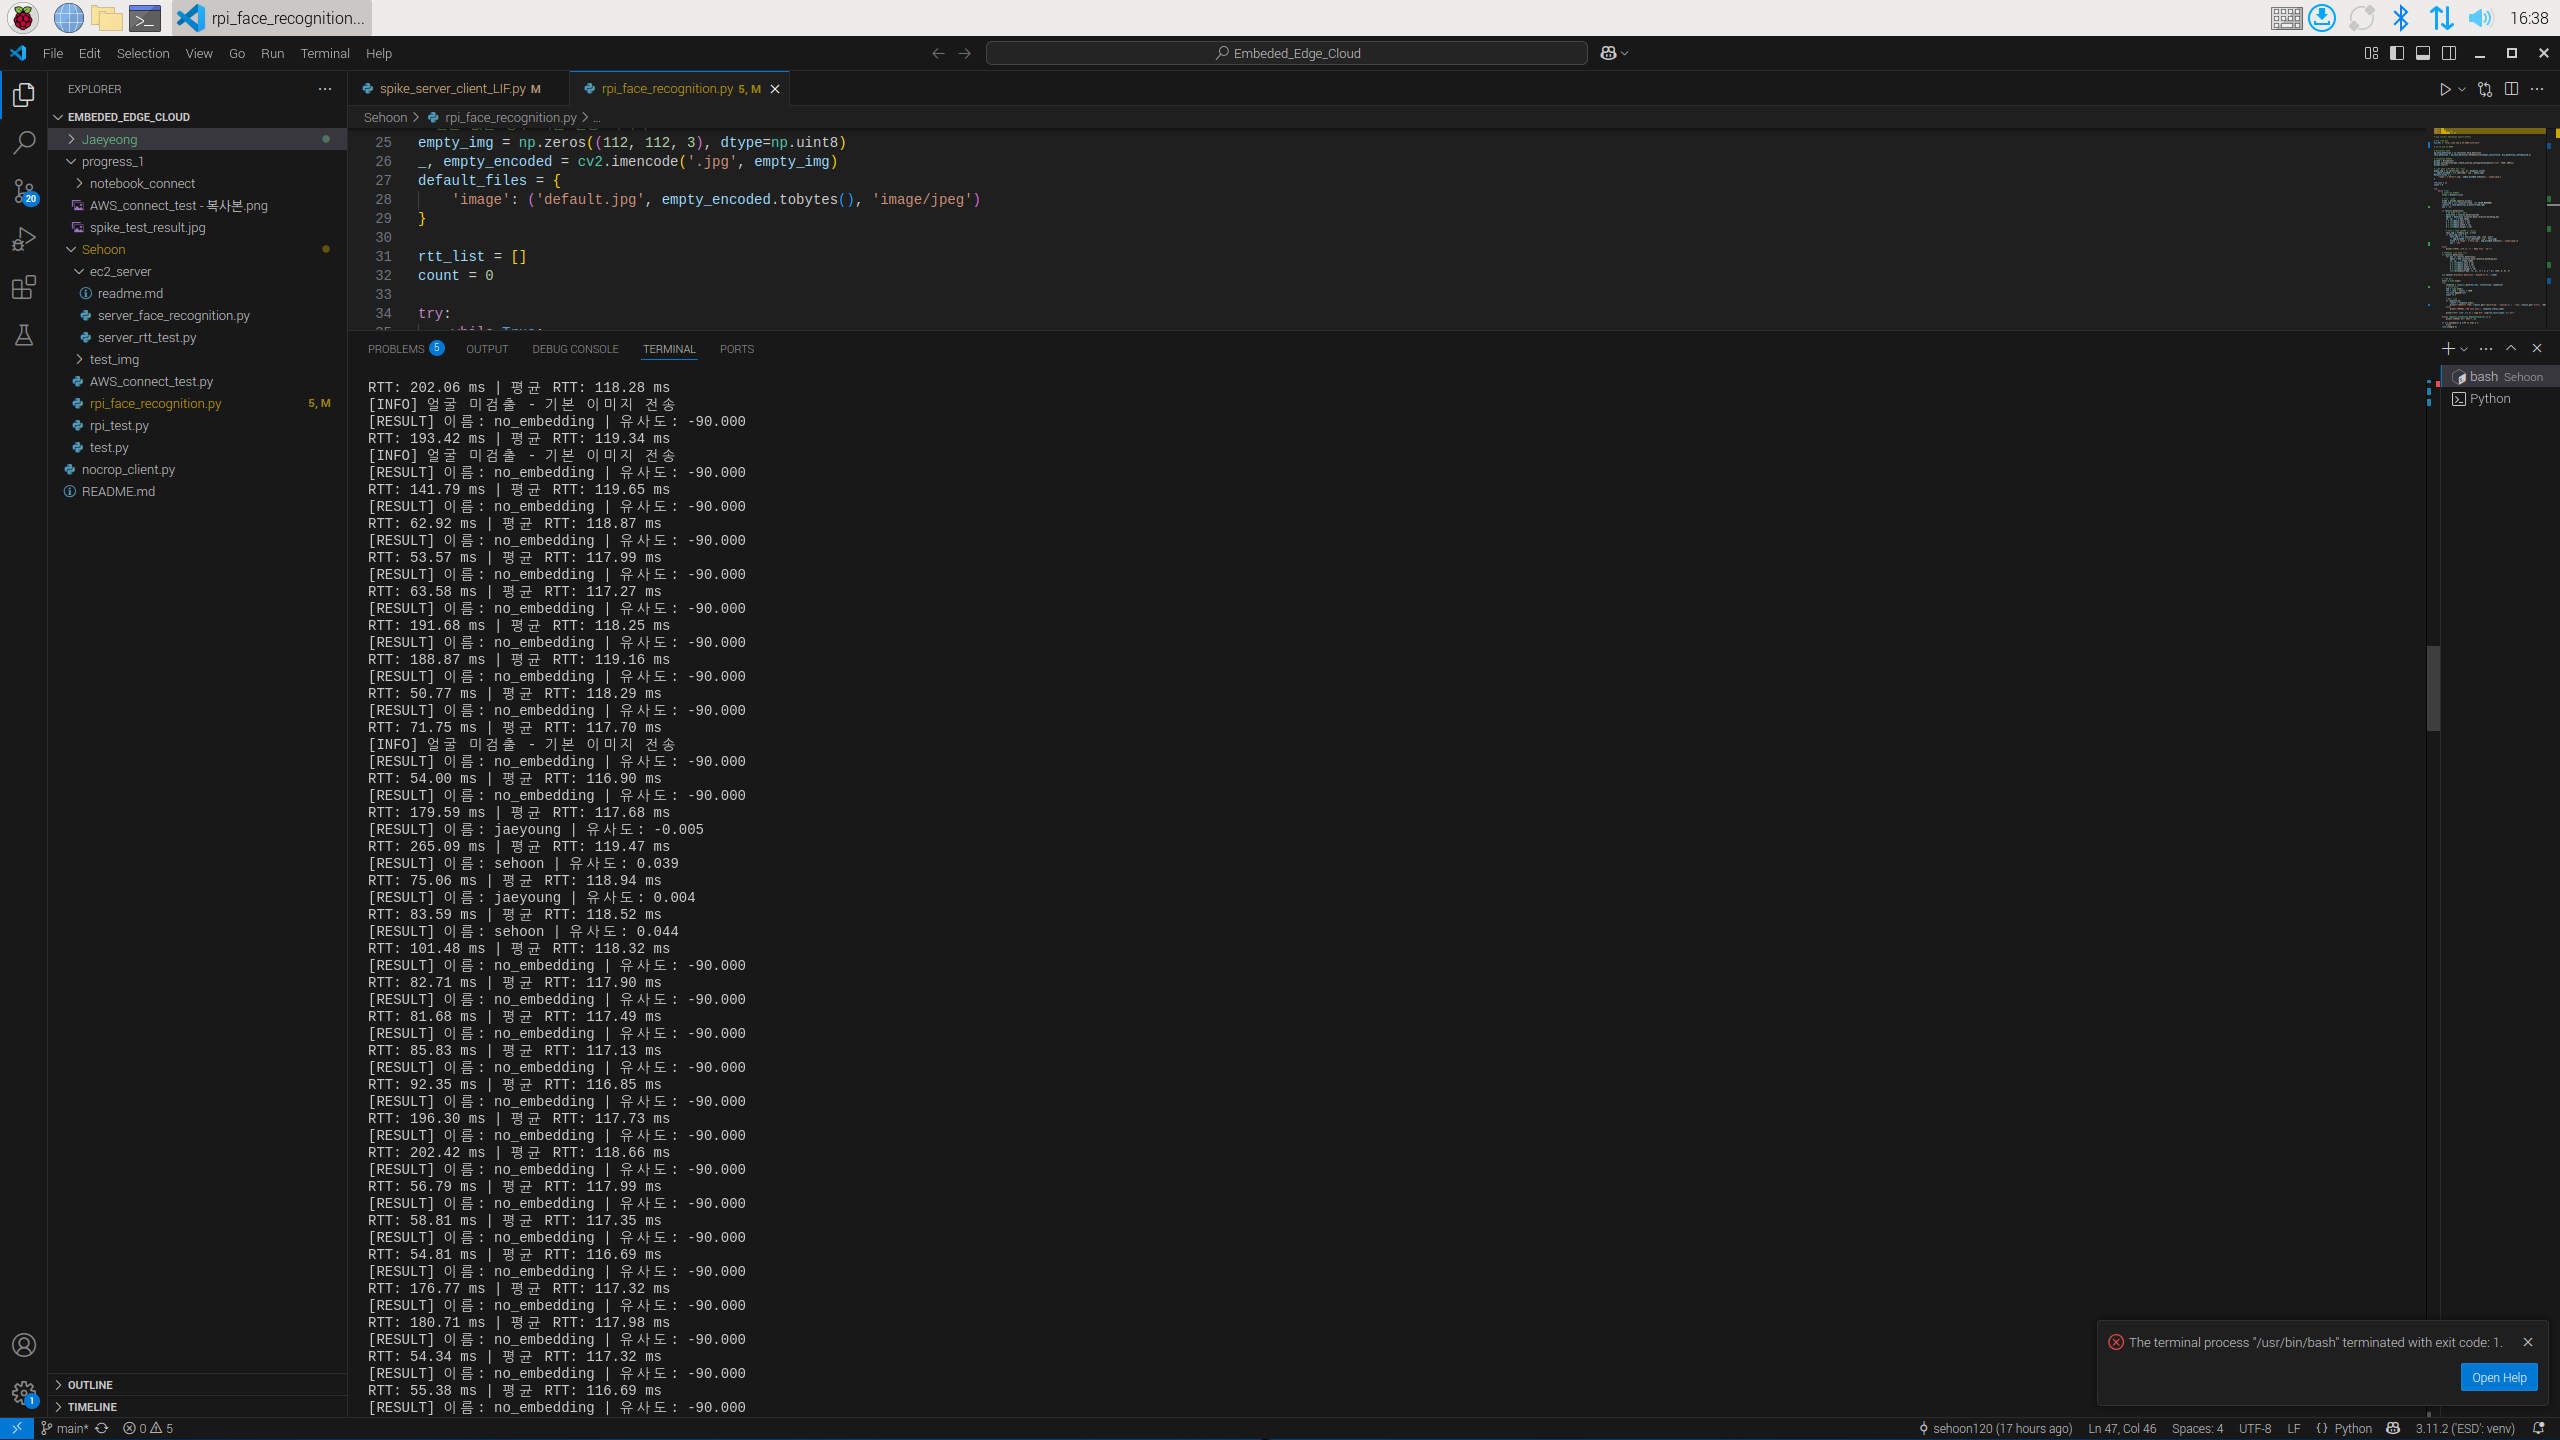 rpi_face_recognition...
16:38
File Edit Selection View Go Run Terminal Help
Embeded_Edge_Cloud
EXPLORER
EMBEDED_EDGE_CLOUD
Jaeyeong
progress_1
notebook_connect
AWS_connect_test - 복사본.png
spike_test_result.jpg
Sehoon
ec2_server
readme.md
server_face_recognition.py
server_rtt_test.py
test_img
AWS_connect_test.py
rpi_face_recognition.py 5, M
rpi_test.py
test.py
nocrop_client.py
README.md
OUTLINE
TIMELINE
20
1
spike_server_client_LIF.py M
rpi_face_recognition.py 5, M
Sehoon > rpi_face_recognition.py > ...
25 empty_img = np.zeros((112, 112, 3), dtype=np.uint8)
26 _, empty_encoded = cv2.imencode('.jpg', empty_img)
27 default_files = {
28 'image': ('default.jpg', empty_encoded.tobytes(), 'image/jpeg')
29 }
30
31 rtt_list = []
32 count = 0
33
34 try:
35 while True:
PROBLEMS 5 OUTPUT DEBUG CONSOLE TERMINAL PORTS
RTT: 202.06 ms | 평균 RTT: 118.28 ms
[INFO] 얼굴 미검출 - 기본 이미지 전송
[RESULT] 이름: no_embedding | 유사도: -90.000
RTT: 193.42 ms | 평균 RTT: 119.34 ms
[INFO] 얼굴 미검출 - 기본 이미지 전송
[RESULT] 이름: no_embedding | 유사도: -90.000
RTT: 141.79 ms | 평균 RTT: 119.65 ms
[RESULT] 이름: no_embedding | 유사도: -90.000
RTT: 62.92 ms | 평균 RTT: 118.87 ms
[RESULT] 이름: no_embedding | 유사도: -90.000
RTT: 53.57 ms | 평균 RTT: 117.99 ms
[RESULT] 이름: no_embedding | 유사도: -90.000
RTT: 63.58 ms | 평균 RTT: 117.27 ms
[RESULT] 이름: no_embedding | 유사도: -90.000
RTT: 191.68 ms | 평균 RTT: 118.25 ms
[RESULT] 이름: no_embedding | 유사도: -90.000
RTT: 188.87 ms | 평균 RTT: 119.16 ms
[RESULT] 이름: no_embedding | 유사도: -90.000
RTT: 50.77 ms | 평균 RTT: 118.29 ms
[RESULT] 이름: no_embedding | 유사도: -90.000
RTT: 71.75 ms | 평균 RTT: 117.70 ms
[INFO] 얼굴 미검출 - 기본 이미지 전송
[RESULT] 이름: no_embedding | 유사도: -90.000
RTT: 54.00 ms | 평균 RTT: 116.90 ms
[RESULT] 이름: no_embedding | 유사도: -90.000
RTT: 179.59 ms | 평균 RTT: 117.68 ms
[RESULT] 이름: jaeyoung | 유사도: -0.005
RTT: 265.09 ms | 평균 RTT: 119.47 ms
[RESULT] 이름: sehoon | 유사도: 0.039
RTT: 75.06 ms | 평균 RTT: 118.94 ms
[RESULT] 이름: jaeyoung | 유사도: 0.004
RTT: 83.59 ms | 평균 RTT: 118.52 ms
[RESULT] 이름: sehoon | 유사도: 0.044
RTT: 101.48 ms | 평균 RTT: 118.32 ms
[RESULT] 이름: no_embedding | 유사도: -90.000
RTT: 82.71 ms | 평균 RTT: 117.90 ms
[RESULT] 이름: no_embedding | 유사도: -90.000
RTT: 81.68 ms | 평균 RTT: 117.49 ms
[RESULT] 이름: no_embedding | 유사도: -90.000
RTT: 85.83 ms | 평균 RTT: 117.13 ms
[RESULT] 이름: no_embedding | 유사도: -90.000
RTT: 92.35 ms | 평균 RTT: 116.85 ms
[RESULT] 이름: no_embedding | 유사도: -90.000
RTT: 196.30 ms | 평균 RTT: 117.73 ms
[RESULT] 이름: no_embedding | 유사도: -90.000
RTT: 202.42 ms | 평균 RTT: 118.66 ms
[RESULT] 이름: no_embedding | 유사도: -90.000
RTT: 56.79 ms | 평균 RTT: 117.99 ms
[RESULT] 이름: no_embedding | 유사도: -90.000
RTT: 58.81 ms | 평균 RTT: 117.35 ms
[RESULT] 이름: no_embedding | 유사도: -90.000
RTT: 54.81 ms | 평균 RTT: 116.69 ms
[RESULT] 이름: no_embedding | 유사도: -90.000
RTT: 176.77 ms | 평균 RTT: 117.32 ms
[RESULT] 이름: no_embedding | 유사도: -90.000
RTT: 180.71 ms | 평균 RTT: 117.98 ms
[RESULT] 이름: no_embedding | 유사도: -90.000
RTT: 54.34 ms | 평균 RTT: 117.32 ms
[RESULT] 이름: no_embedding | 유사도: -90.000
RTT: 55.38 ms | 평균 RTT: 116.69 ms
[RESULT] 이름: no_embedding | 유사도: -90.000
bash Sehoon
Python
The terminal process "/usr/bin/bash" terminated with exit code: 1.
Open Help
main* 0 5
sehoon120 (17 hours ago) Ln 47, Col 46 Spaces: 4 UTF-8 LF {} Python 3.11.2 ('ESD': venv)